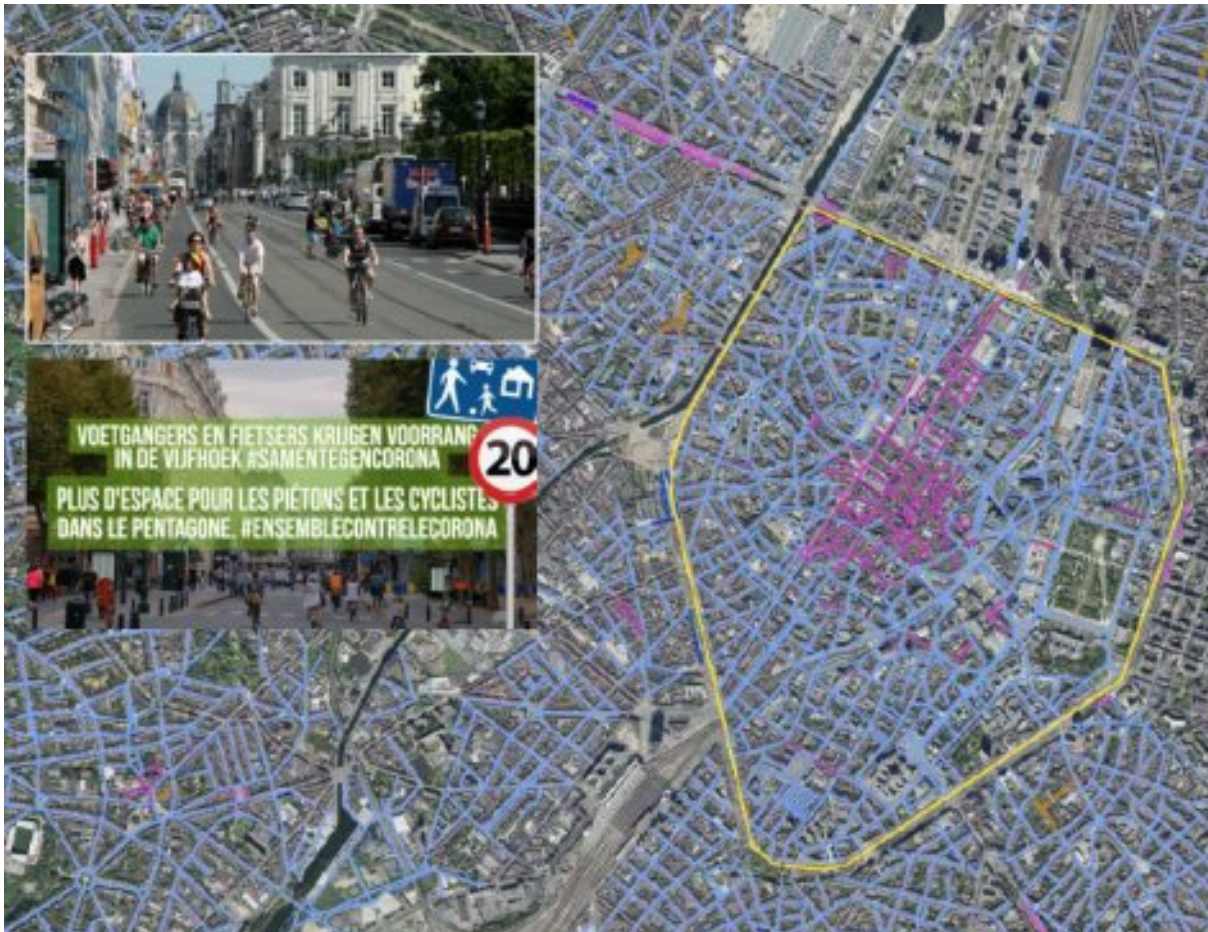 VOETGANGERS EN FIETSERS KRIJGEN VOORRANG
IN DE VIJFHOEK #SAMENTEGENCORONA
20
PLUS D'ESPACE POUR LES PIÉTONS ET LES CYCLISTES
DANS LE PENTAGONE. #ENSEMBLECONTRELECORONA